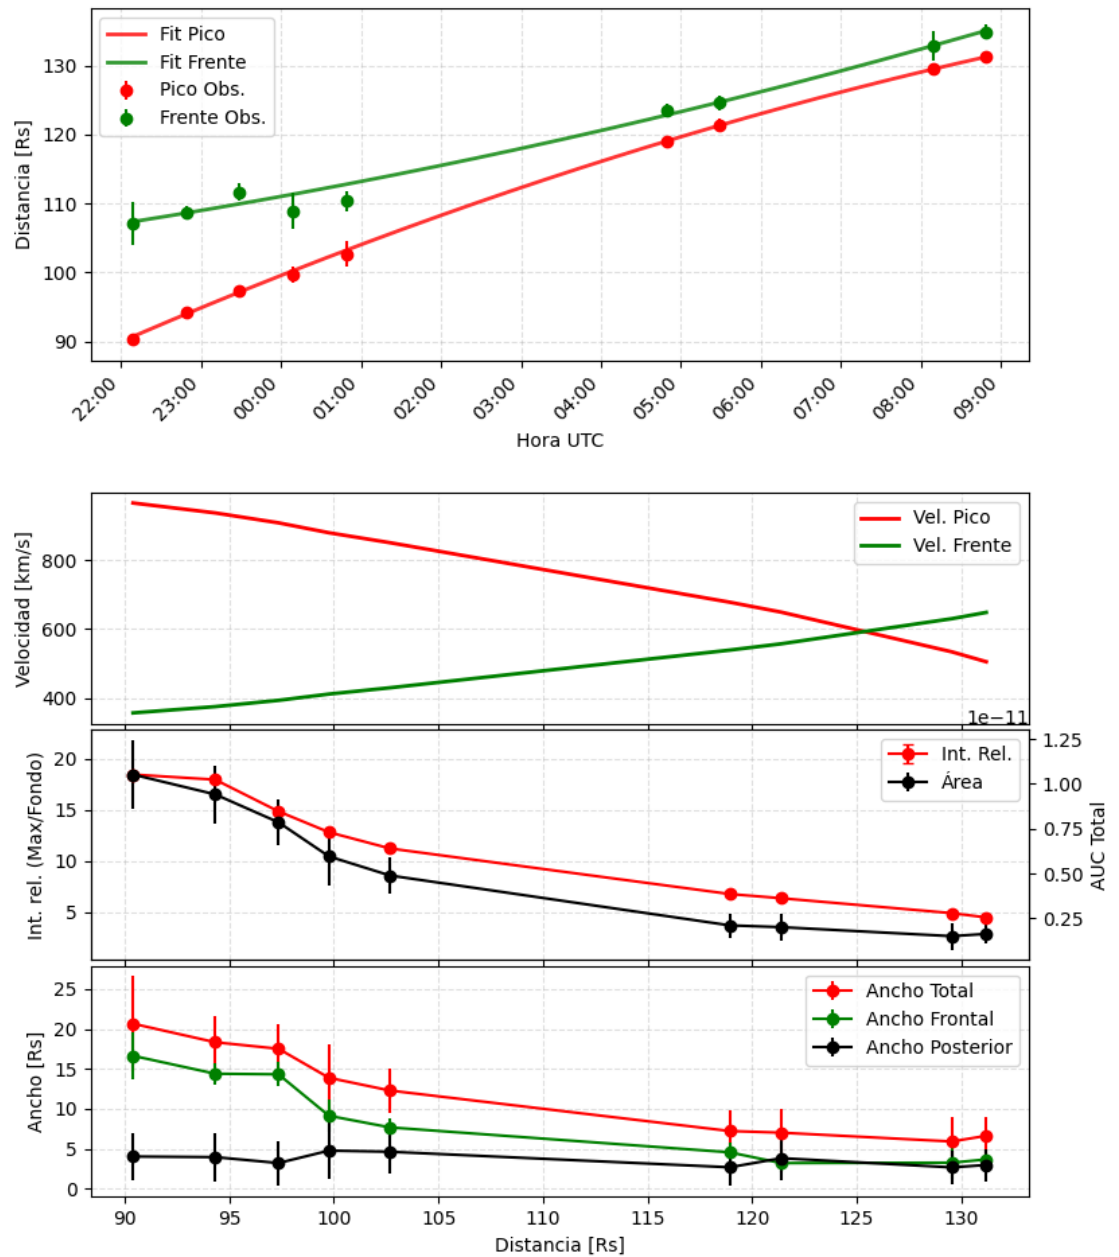 Fit Pico
Fit Frente
Pico Obs.
Frente Obs.
Distancia [Rs]
130
120
110
100
90
22:00
23:00
00:00
01:00
02:00
03:00
04:00
05:00
06:00
07:00
08:00
09:00
Hora UTC
Vel. Pico
Vel. Frente
Velocidad [km/s]
800
600
400
1e−11
Int. Rel.
Área
Int. rel. (Max/Fondo)
20
15
10
5
1.25
1.00
0.75
0.50
0.25
AUC Total
Ancho Total
Ancho Frontal
Ancho Posterior
Ancho [Rs]
25
20
15
10
5
0
90
95
100
105
110
115
120
125
130
Distancia [Rs]